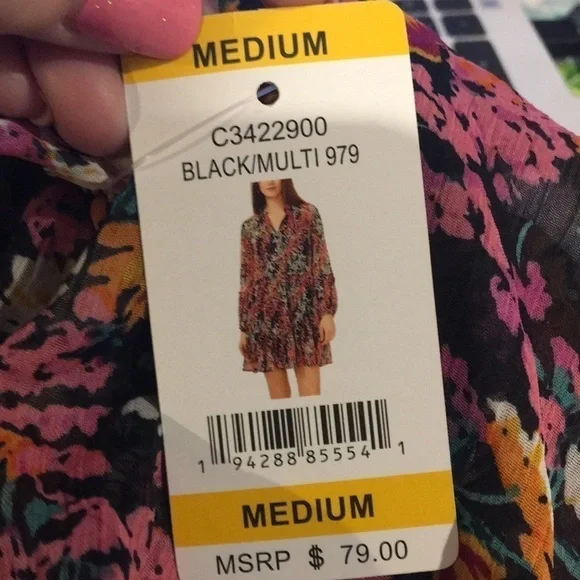 MEDIUM
C3422900
BLACK/MULTI 979
1 94288 85554 1
MEDIUM
MSRP $ 79.00